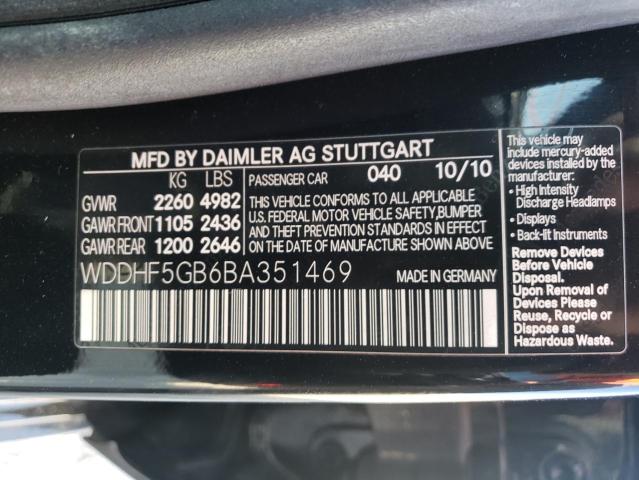 MFD BY DAIMLER AG STUTTGART
KG LBS PASSENGER CAR 040 10/10
GVWR 2260 4982
GAWR FRONT 1105 2436
GAWR REAR 1200 2646
THIS VEHICLE CONFORMS TO ALL APPLICABLE
U.S. FEDERAL MOTOR VEHICLE SAFETY, BUMPER
AND THEFT PREVENTION STANDARDS IN EFFECT
ON THE DATE OF MANUFACTURE SHOWN ABOVE
WDDHF5GB6BA351469
This vehicle may
include mercury-added
devices installed by the
manufacturer:
• High Intensity
Discharge Headlamps
• Displays
• Back-lit Instruments
Remove Devices
Before Vehicle
Disposal.
Upon Removal of
Devices Please
Reuse, Recycle or
Dispose as
Hazardous Waste.